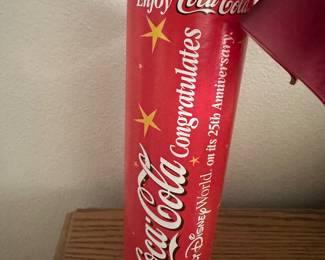 Enjoy Coca-Cola
Coca-Cola Congratulates
Walt Disney World. on its 25th Anniversary.